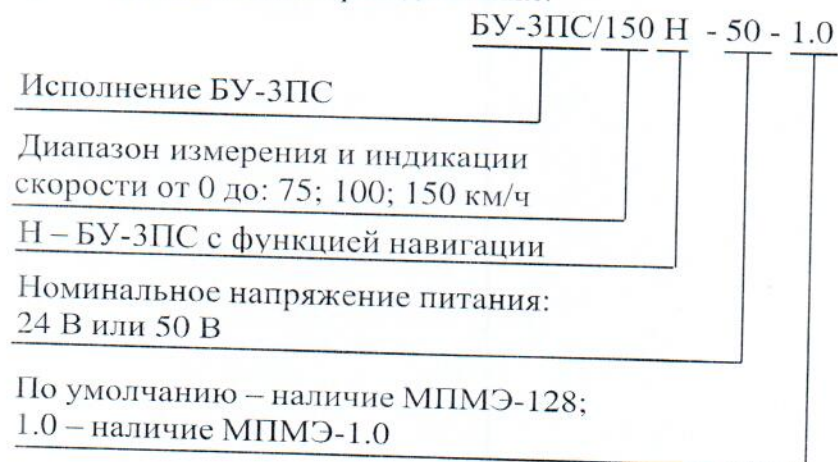 БУ-3ПС/150 Н - 50 - 1.0
Исполнение БУ-3ПС
Диапазон измерения и индикации
скорости от 0 до: 75; 100; 150 км/ч
Н – БУ-3ПС с функцией навигации
Номинальное напряжение питания:
24 В или 50 В
По умолчанию – наличие МПМЭ-128;
1.0 – наличие МПМЭ-1.0